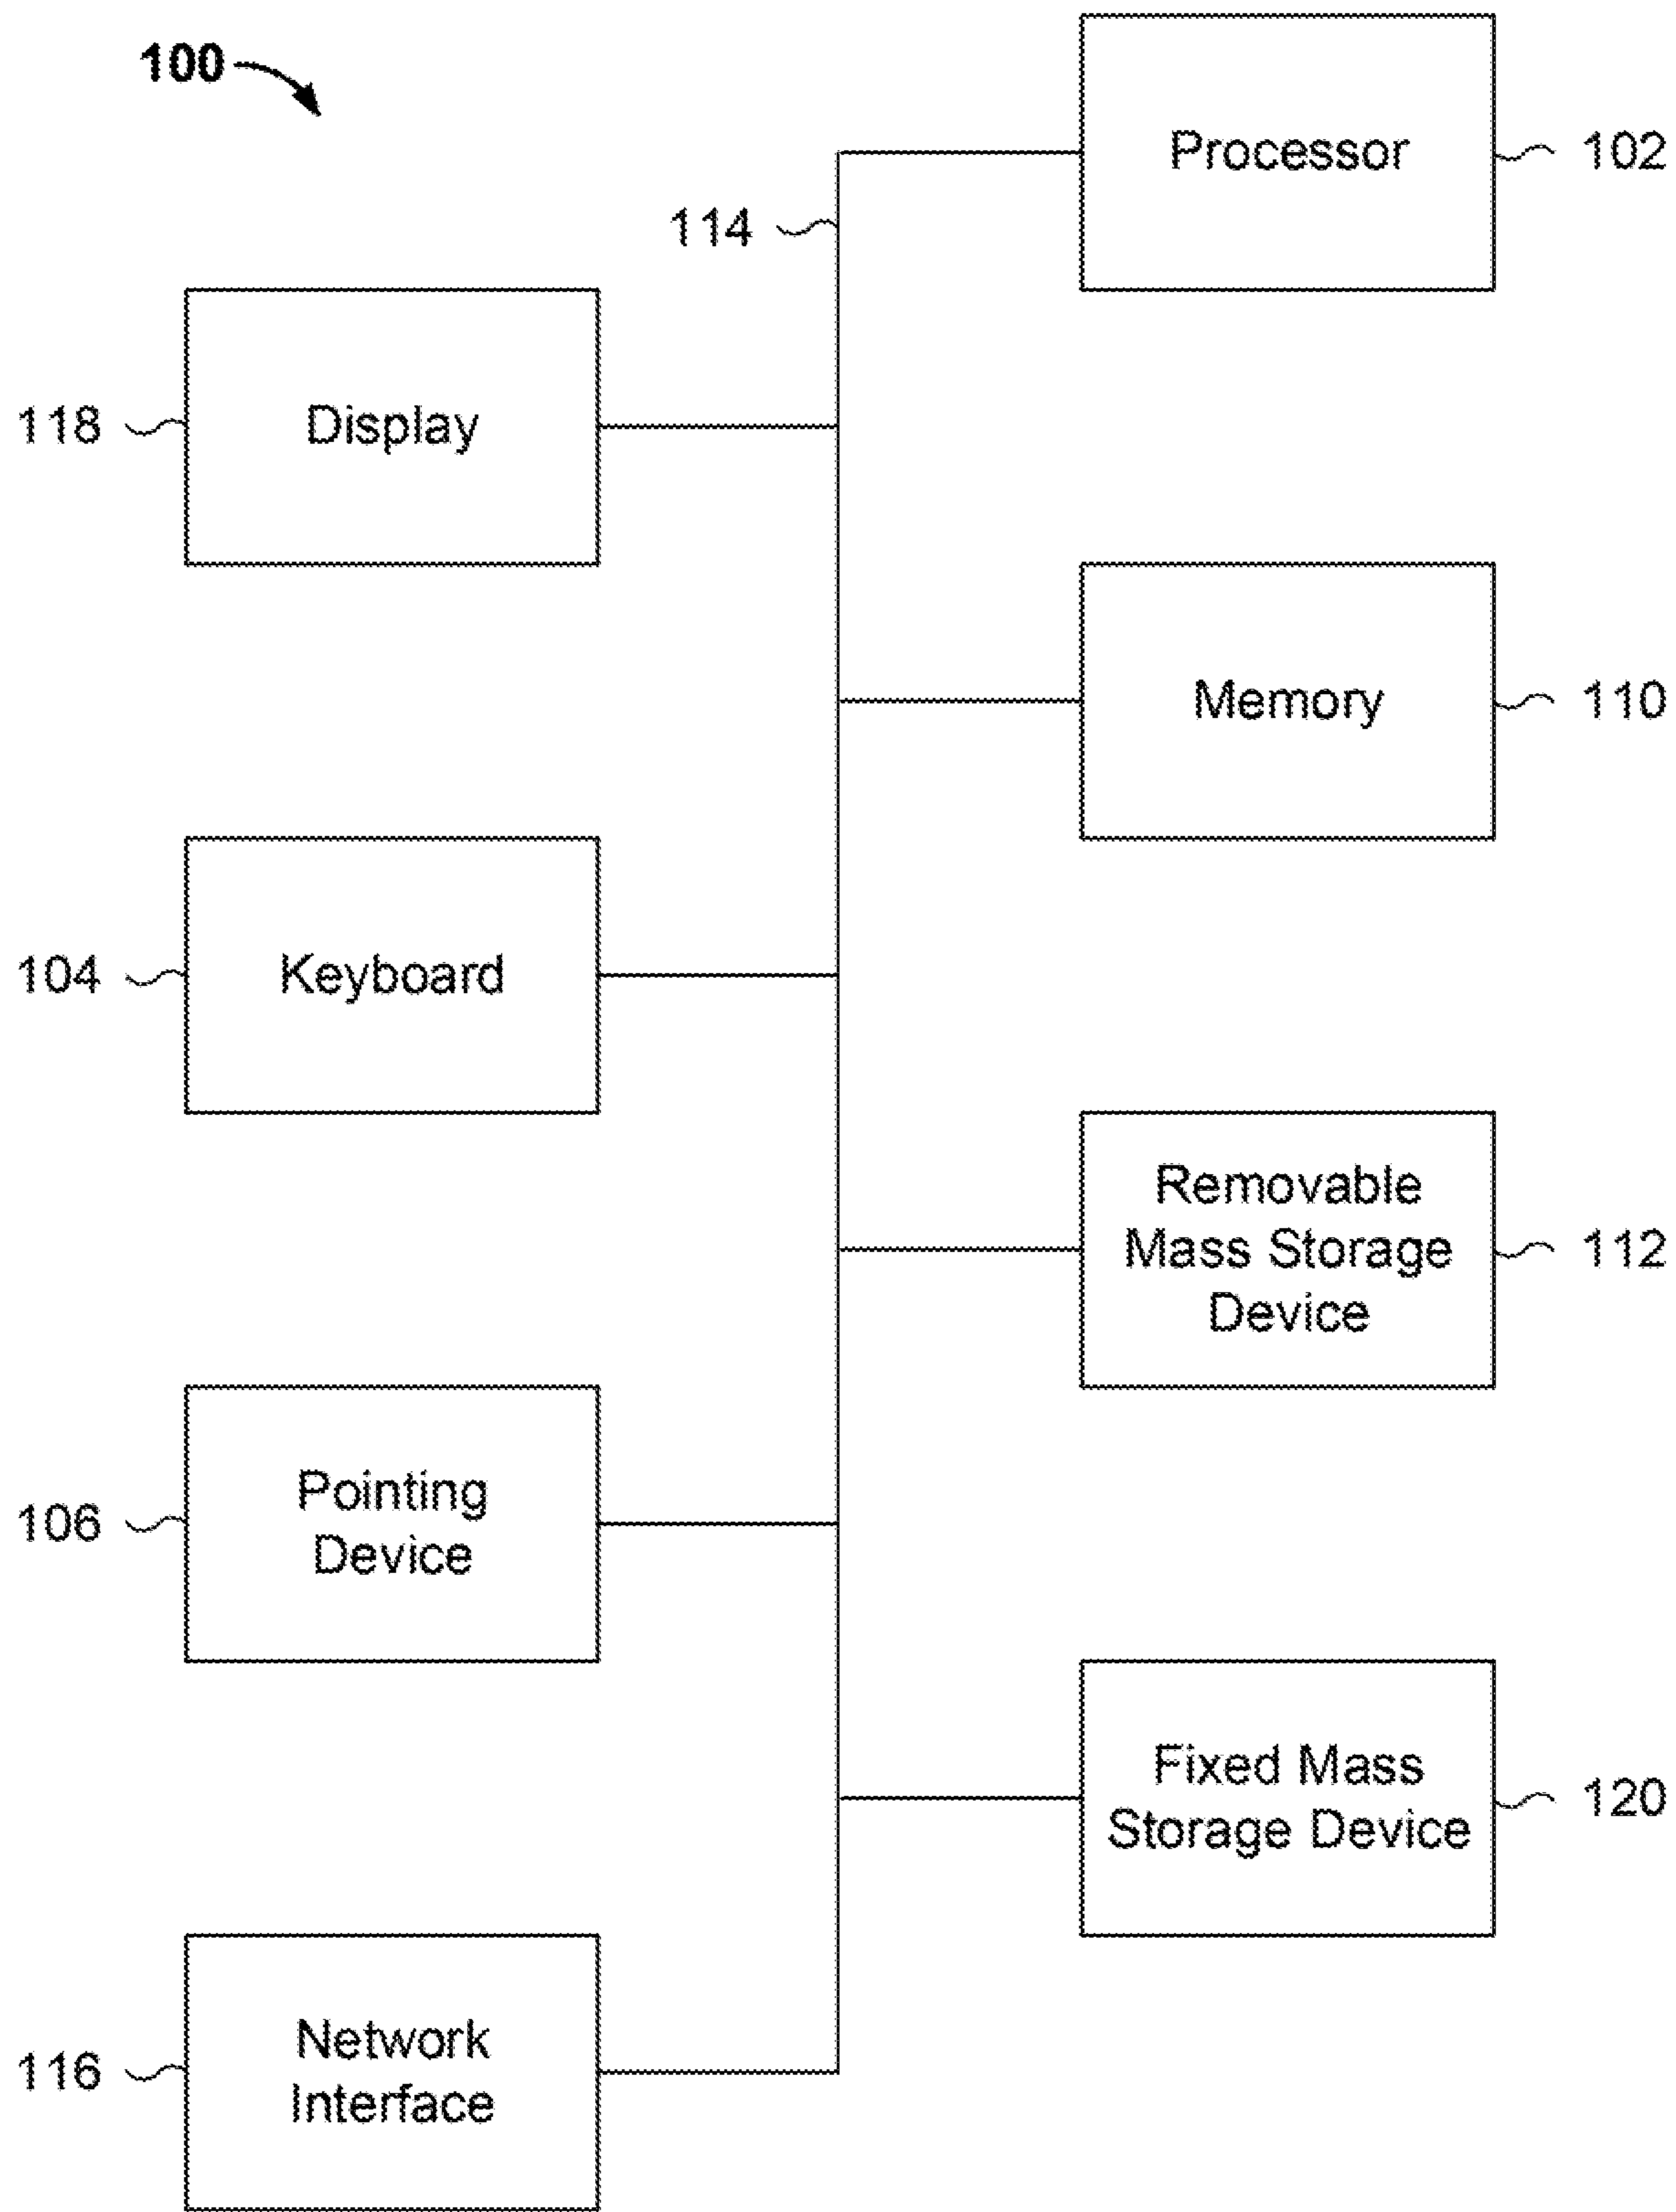 100
Processor
102
114
118
Display
Memory
110
104
Keyboard
Removable
Mass Storage
Device
112
106
Pointing
Device
Fixed Mass
Storage Device
120
116
Network
Interface